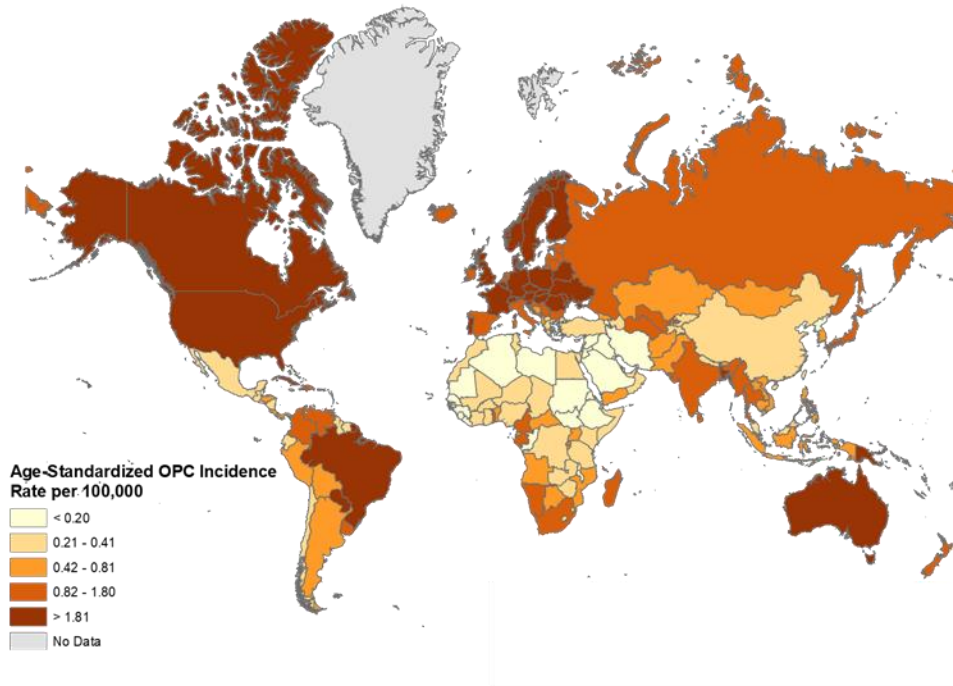 Age-Standardized OPC Incidence
Rate per 100,000
< 0.20
0.21 - 0.41
0.42 - 0.81
0.82 - 1.80
> 1.81
No Data